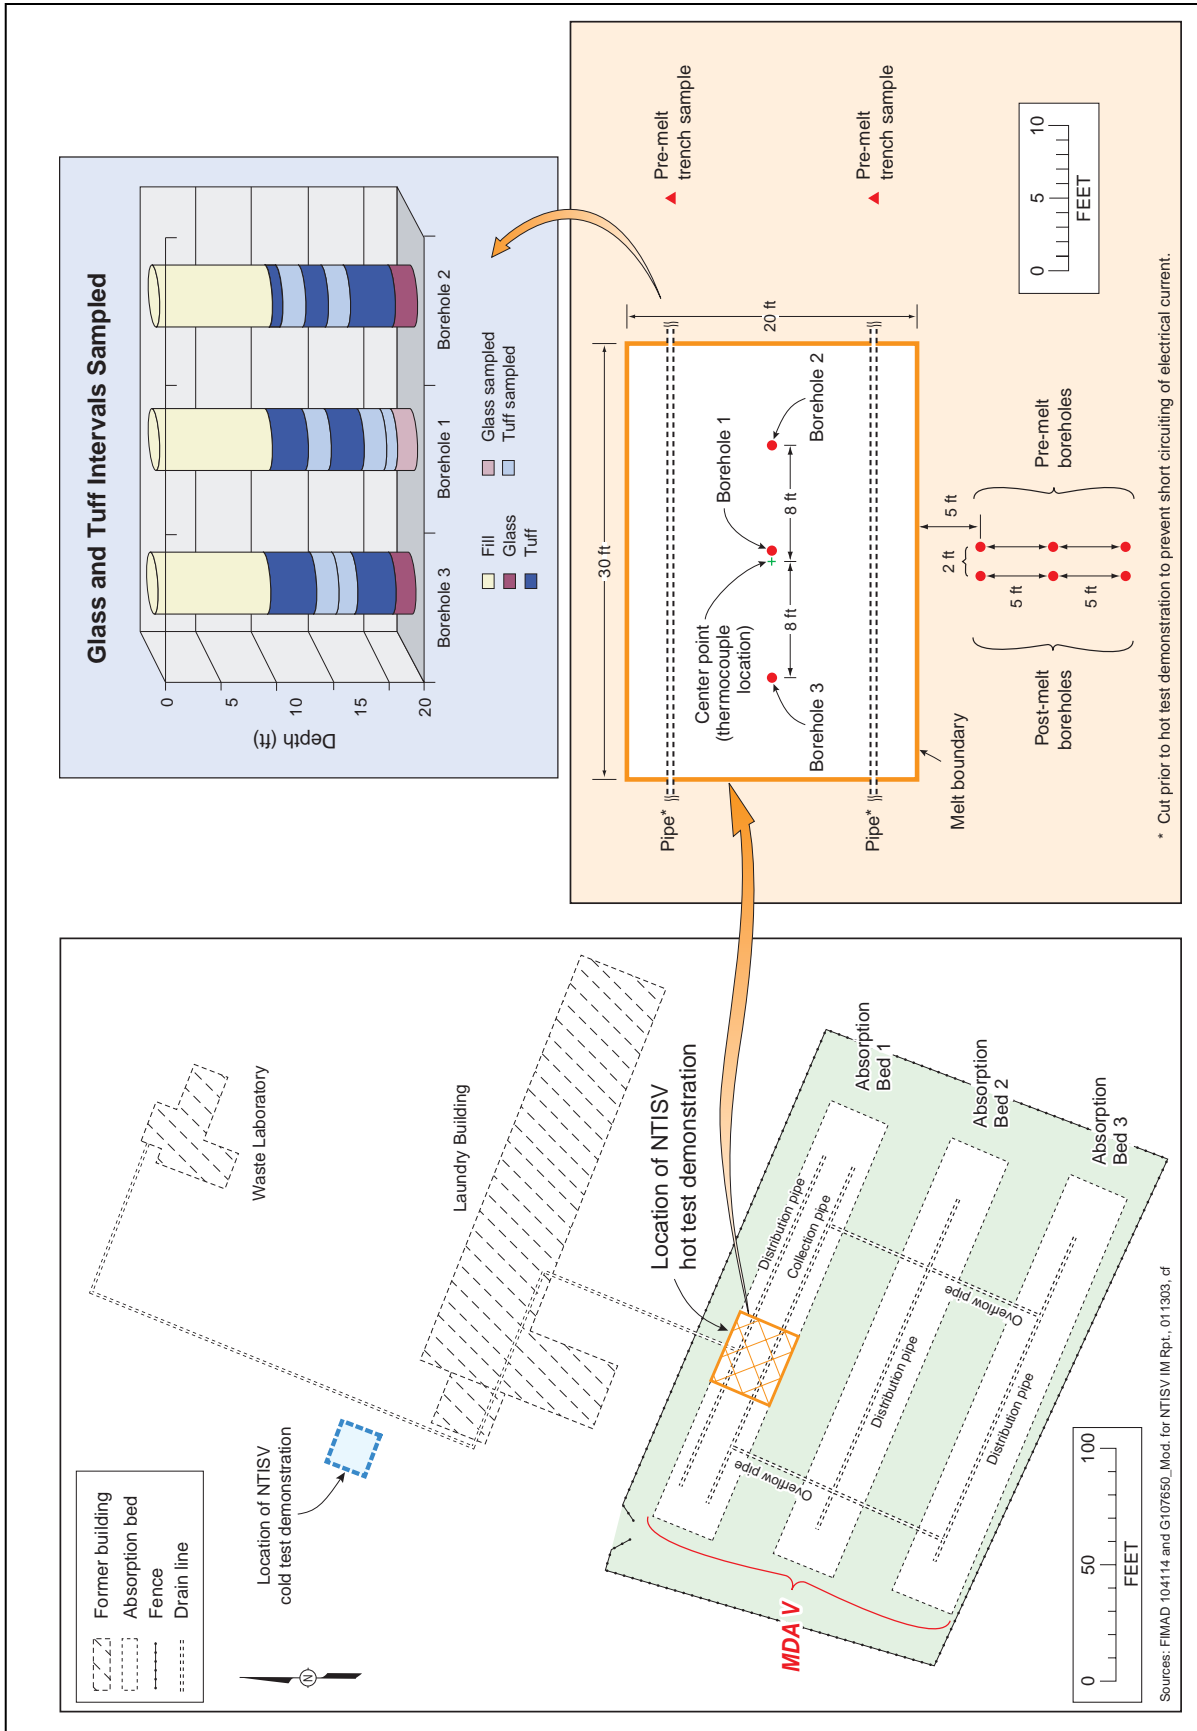 Former building
Absorption bed
Fence
Drain line
N
Location of NTISV
cold test demonstration
Waste Laboratory
Laundry Building
Location of NTISV
hot test demonstration
Distribution pipe
Collection pipe
Overflow pipe
Overflow pipe
Distribution pipe
Distribution pipe
Absorption
Bed 1
Absorption
Bed 2
Absorption
Bed 3
MDA V
0
50
100
FEET
Sources: FIMAD 104114 and G107650_Mod. for NTISV IM Rpt., 011303, cf
Glass and Tuff Intervals Sampled
Depth (ft)
0
5
10
15
20
Borehole 3
Borehole 1
Borehole 2
Fill
Glass
Tuff
Glass sampled
Tuff sampled
30 ft
20 ft
Pipe*
Pipe*
Pre-melt
trench sample
Pre-melt
trench sample
Center point
(thermocouple
location)
Borehole 1
Borehole 3
Borehole 2
8 ft
8 ft
Melt boundary
5 ft
2 ft
5 ft
5 ft
Post-melt
boreholes
Pre-melt
boreholes
0
5
10
FEET
* Cut prior to hot test demonstration to prevent short circuiting of electrical current.